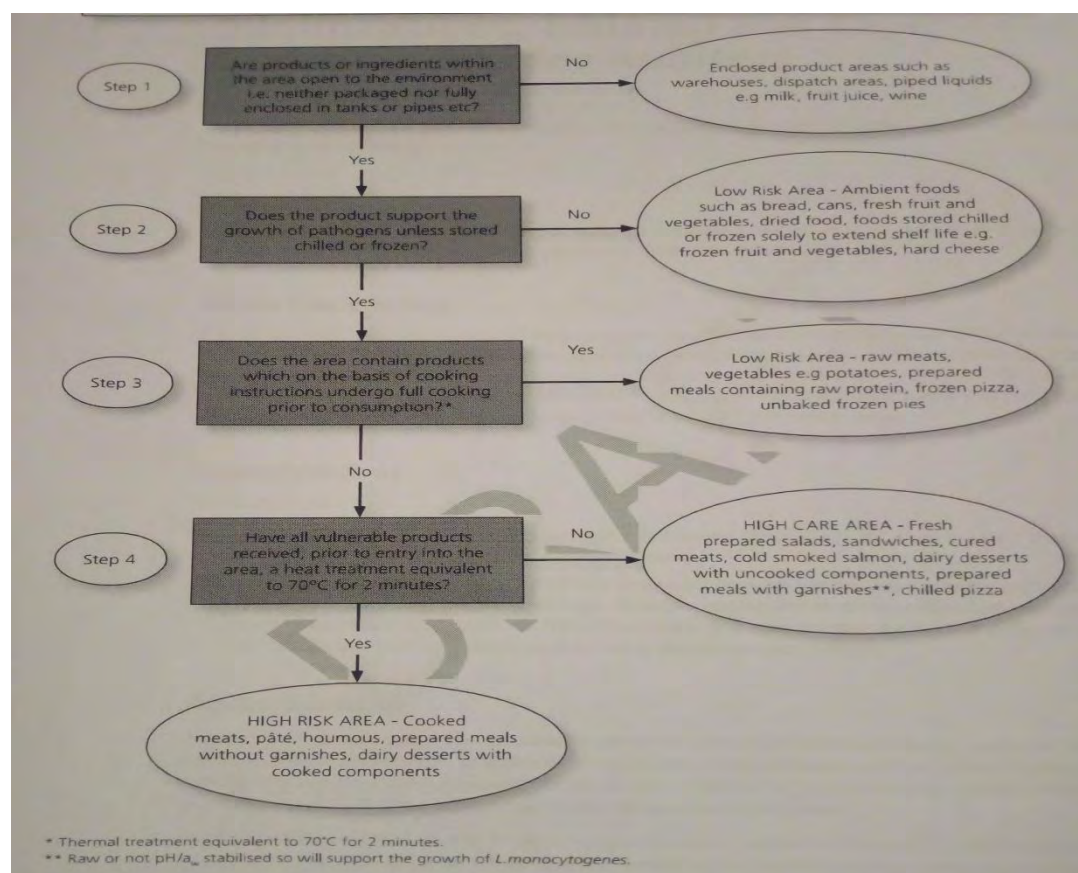 Step 1
Are products or ingredients within
the area open to the environment
i.e. neither packaged nor fully
enclosed in tanks or pipes etc?
No
Enclosed product areas such as
warehouses, dispatch areas, piped liquids
e.g milk, fruit juice, wine
Yes
Step 2
Does the product support the
growth of pathogens unless stored
chilled or frozen?
No
Low Risk Area - Ambient foods
such as bread, cans, fresh fruit and
vegetables, dried food, foods stored chilled
or frozen solely to extend shelf life e.g.
frozen fruit and vegetables, hard cheese
Yes
Step 3
Does the area contain products
which on the basis of cooking
instructions undergo full cooking
prior to consumption?*
Yes
Low Risk Area - raw meats,
vegetables e.g potatoes, prepared
meals containing raw protein, frozen pizza,
unbaked frozen pies
No
Step 4
Have all vulnerable products
received, prior to entry into the
area, a heat treatment equivalent
to 70°C for 2 minutes?
No
HIGH CARE AREA - Fresh
prepared salads, sandwiches, cured
meats, cold smoked salmon, dairy desserts
with uncooked components, prepared
meals with garnishes**, chilled pizza
Yes
HIGH RISK AREA - Cooked
meats, pâté, houmous, prepared meals
without garnishes, dairy desserts with
cooked components
* Thermal treatment equivalent to 70°C for 2 minutes.
** Raw or not pH/aw stabilised so will support the growth of L.monocytogenes.